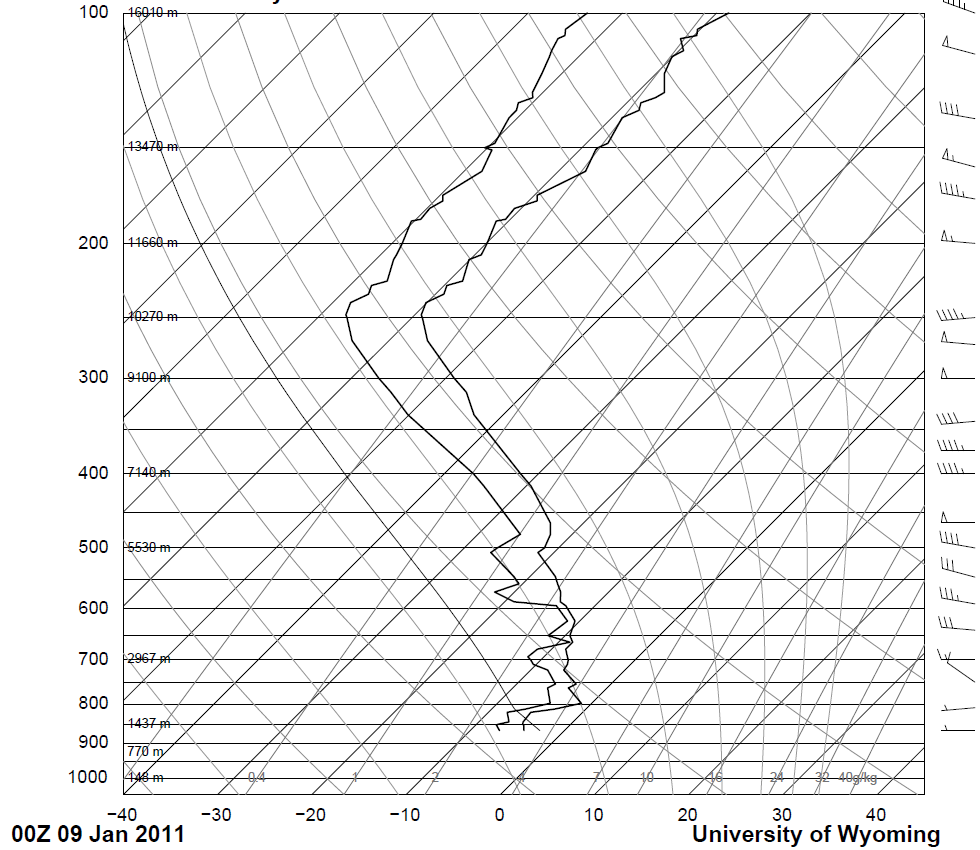 100 16010 m
13470 m
200 11660 m
10270 m
300 9100 m
400 7140 m
500 5530 m
600
700 2967 m
800
1437 m
900
770 m
1000 148 m 0.4 1 2 4 7 10 16 24 32 40g/kg
−40 −30 −20 −10 0 10 20 30 40
00Z 09 Jan 2011 University of Wyoming